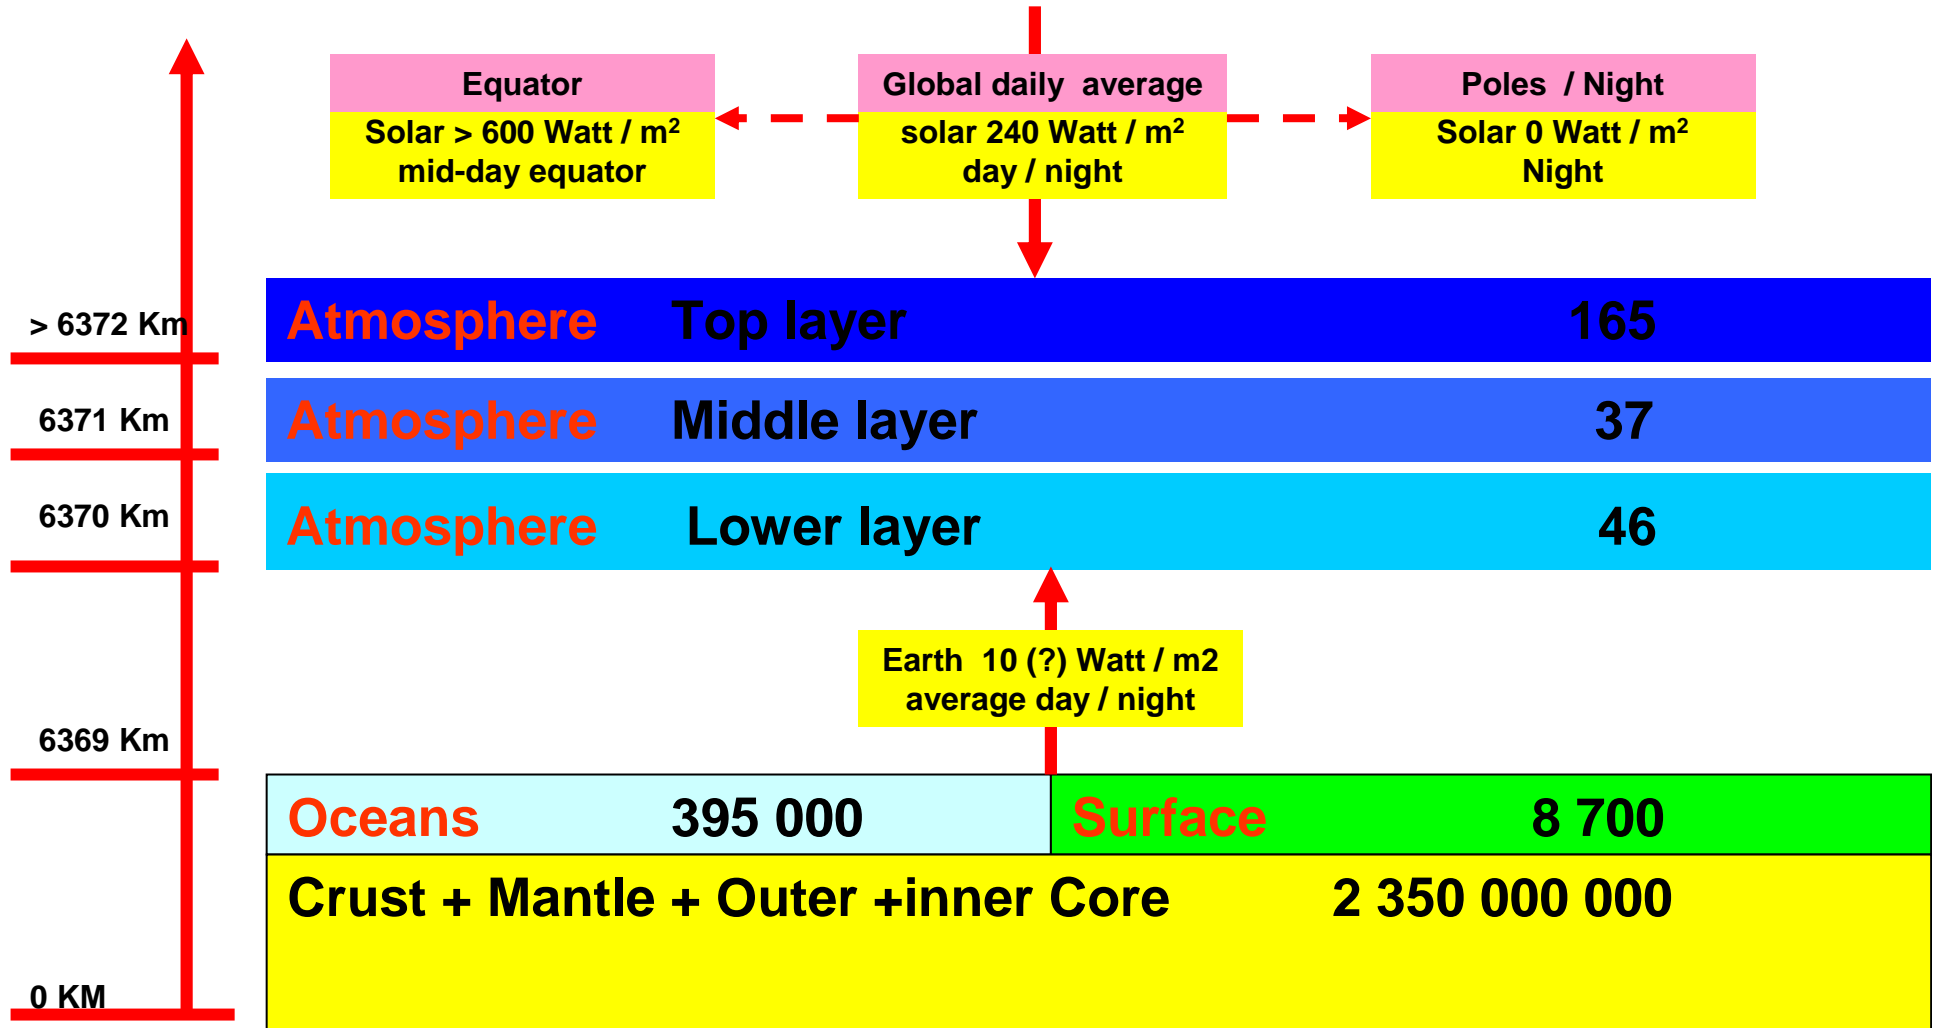 Equator
Solar > 600 Watt / m²
mid-day equator
Global daily average
solar 240 Watt / m²
day / night
Poles / Night
Solar 0 Watt / m²
Night
> 6372 Km
Atmosphere Top layer 165
6371 Km
Atmosphere Middle layer 37
6370 Km
Atmosphere Lower layer 46
Earth 10 (?) Watt / m2
average day / night
6369 Km
Oceans 395 000
Surface 8 700
Crust + Mantle + Outer +inner Core 2 350 000 000
0 KM